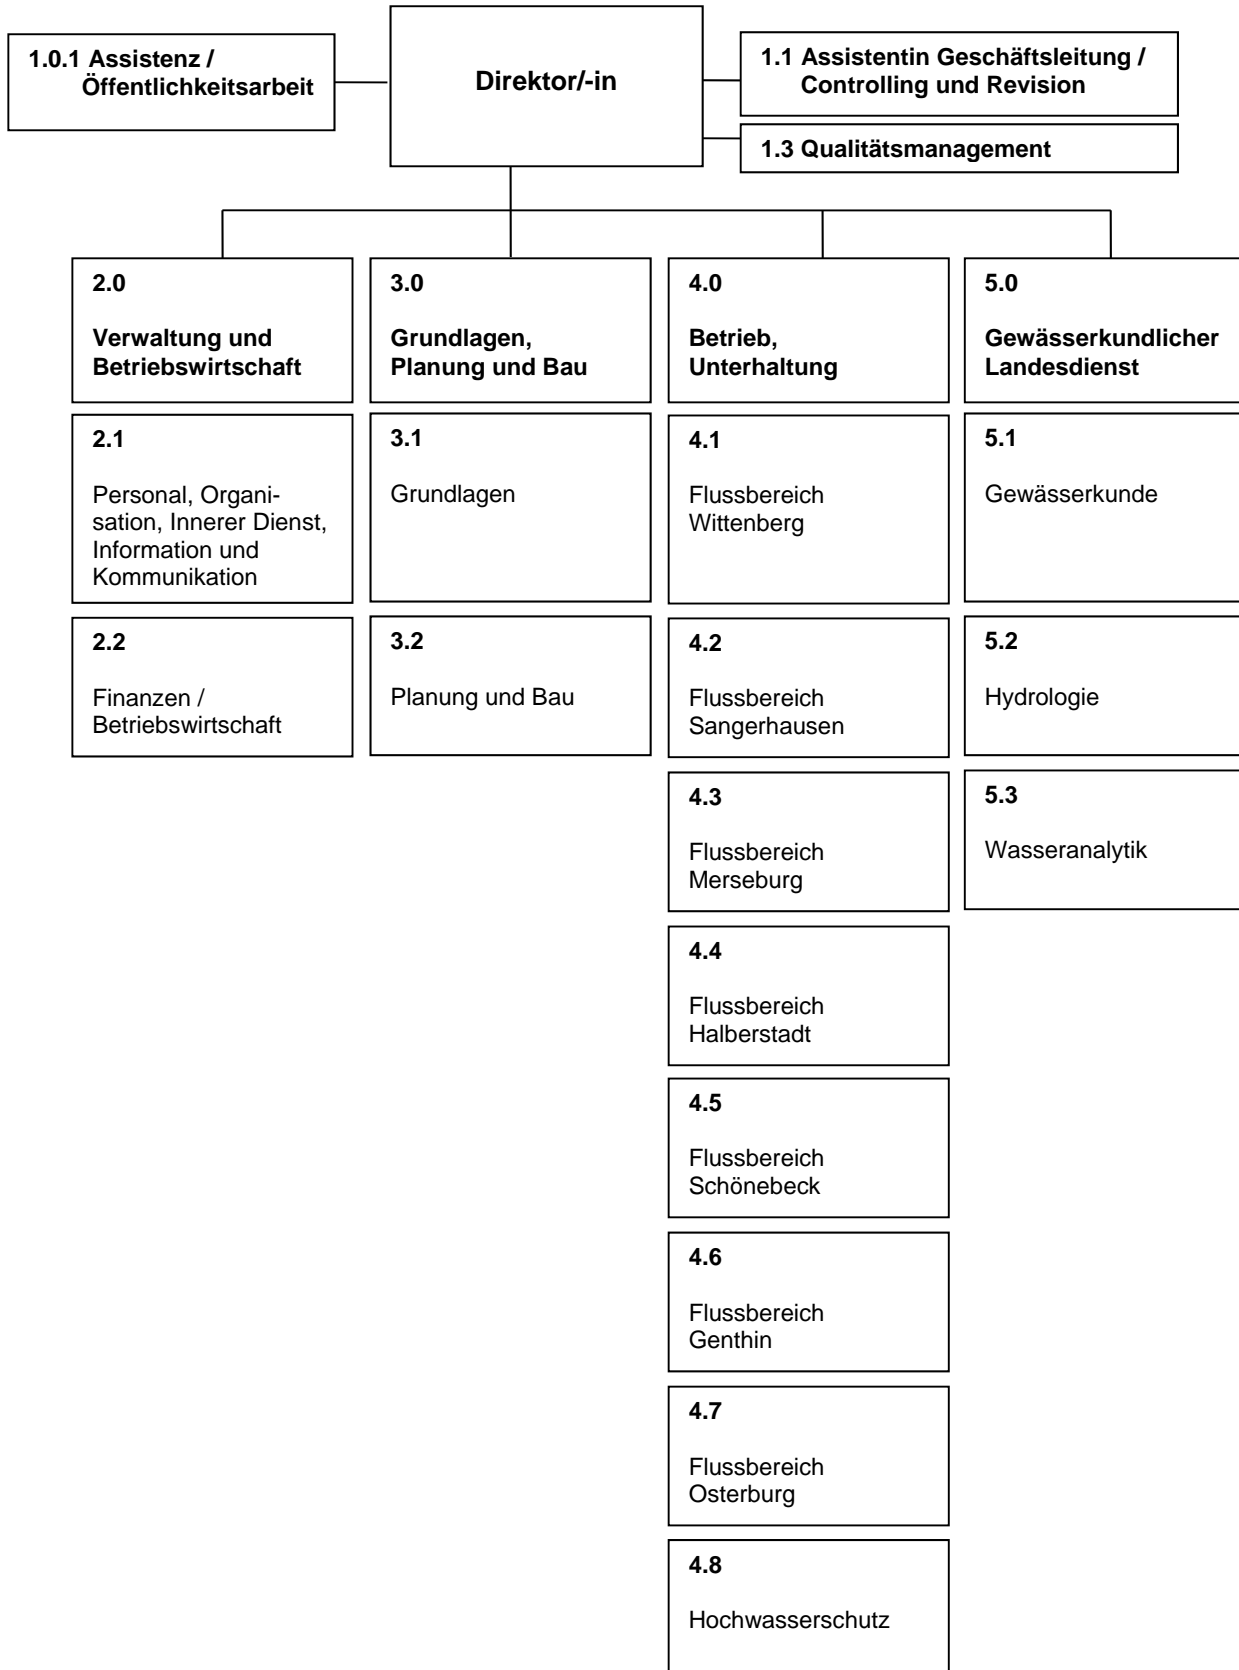 1.0.1 Assistenz /
Öffentlichkeitsarbeit
Direktor/-in
1.1 Assistentin Geschäftsleitung /
Controlling und Revision
1.3 Qualitätsmanagement
2.0
Verwaltung und
Betriebswirtschaft
2.1
Personal, Organi-
sation, Innerer Dienst,
Information und
Kommunikation
2.2
Finanzen /
Betriebswirtschaft
3.0
Grundlagen,
Planung und Bau
3.1
Grundlagen
3.2
Planung und Bau
4.0
Betrieb,
Unterhaltung
4.1
Flussbereich
Wittenberg
4.2
Flussbereich
Sangerhausen
4.3
Flussbereich
Merseburg
4.4
Flussbereich
Halberstadt
4.5
Flussbereich
Schönebeck
4.6
Flussbereich
Genthin
4.7
Flussbereich
Osterburg
4.8
Hochwasserschutz
5.0
Gewässerkundlicher
Landesdienst
5.1
Gewässerkunde
5.2
Hydrologie
5.3
Wasseranalytik